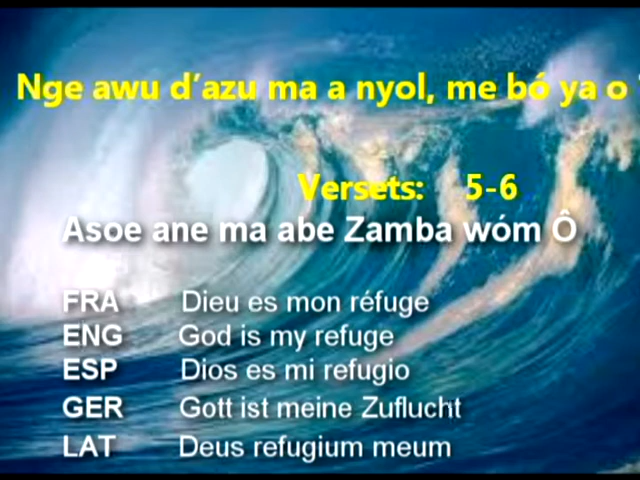 Nge awu d'azu ma a nyol, me bó ya o
Versets: 5-6
Asoe ane ma abe Zamba wóm Ô
FRA Dieu es mon réfuge
ENG God is my refuge
ESP Dios es mi refugio
GER Gott ist meine Zuflucht
LAT Deus refugium meum